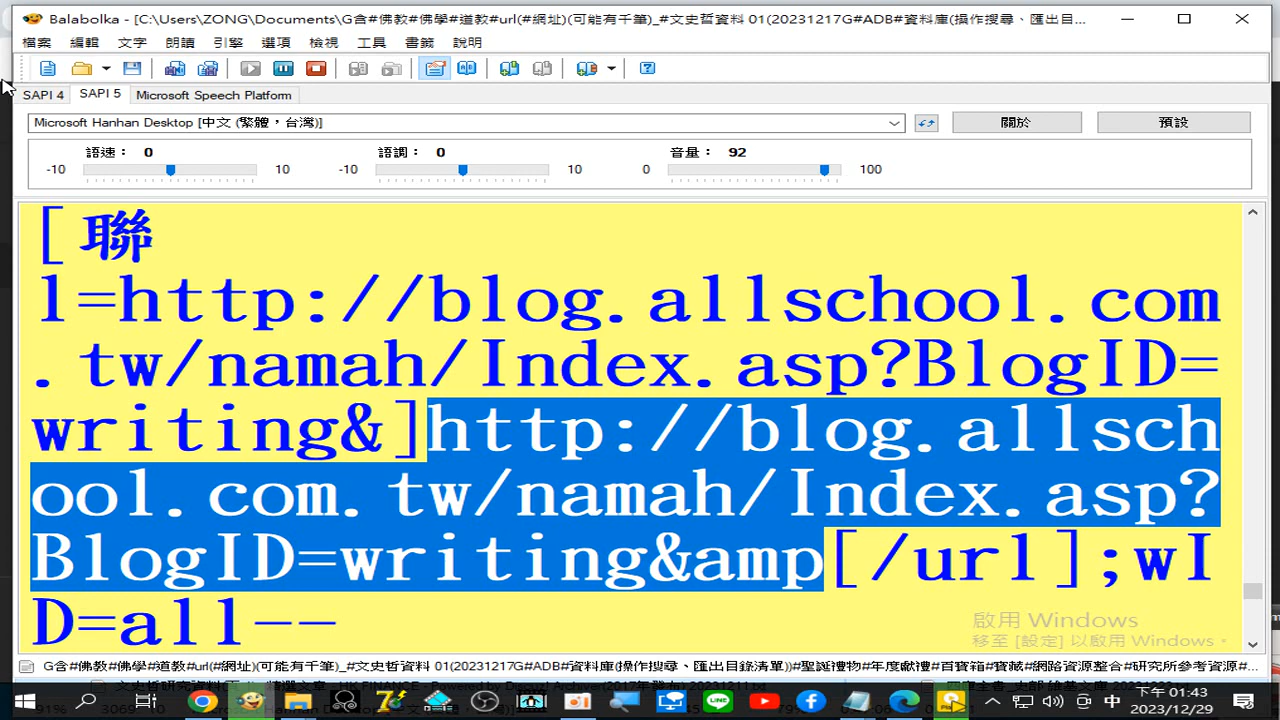 Balabolka - [C:\Users\ZONG\Documents\G含#佛教#佛學#道教#url(#網址)(可能有千筆)_#文史哲資料 01(20231217G#ADB#資料庫(操作搜尋、匯出目...
檔案 編輯 文字 朗讀 引擎 選項 檢視 工具 書籤 說明
SAPI 4 SAPI 5 Microsoft Speech Platform
Microsoft Hanhan Desktop [中文 (繁體，台灣)] 關於 預設
語速： 0 語調： 0 音量： 92
-10 10 -10 10 0 100
[聯
l=http://blog.allschool.com
.tw/namah/Index.asp?BlogID=
writing&]http://blog.allsch
ool.com.tw/namah/Index.asp?
BlogID=writing&amp[/url];wI
D=all--
啟用 Windows
移至 [設定] 以啟用 Windows。
G含#佛教#佛學#道教#url(#網址)(可能有千筆)_#文史哲資料 01(20231217G#ADB#資料庫(操作搜尋、匯出目錄清單))#聖誕禮物#年度獻禮#百寶箱#寶藏#網路資源整合#研究所參考資源#...
下午 01:43
中
2023/12/29